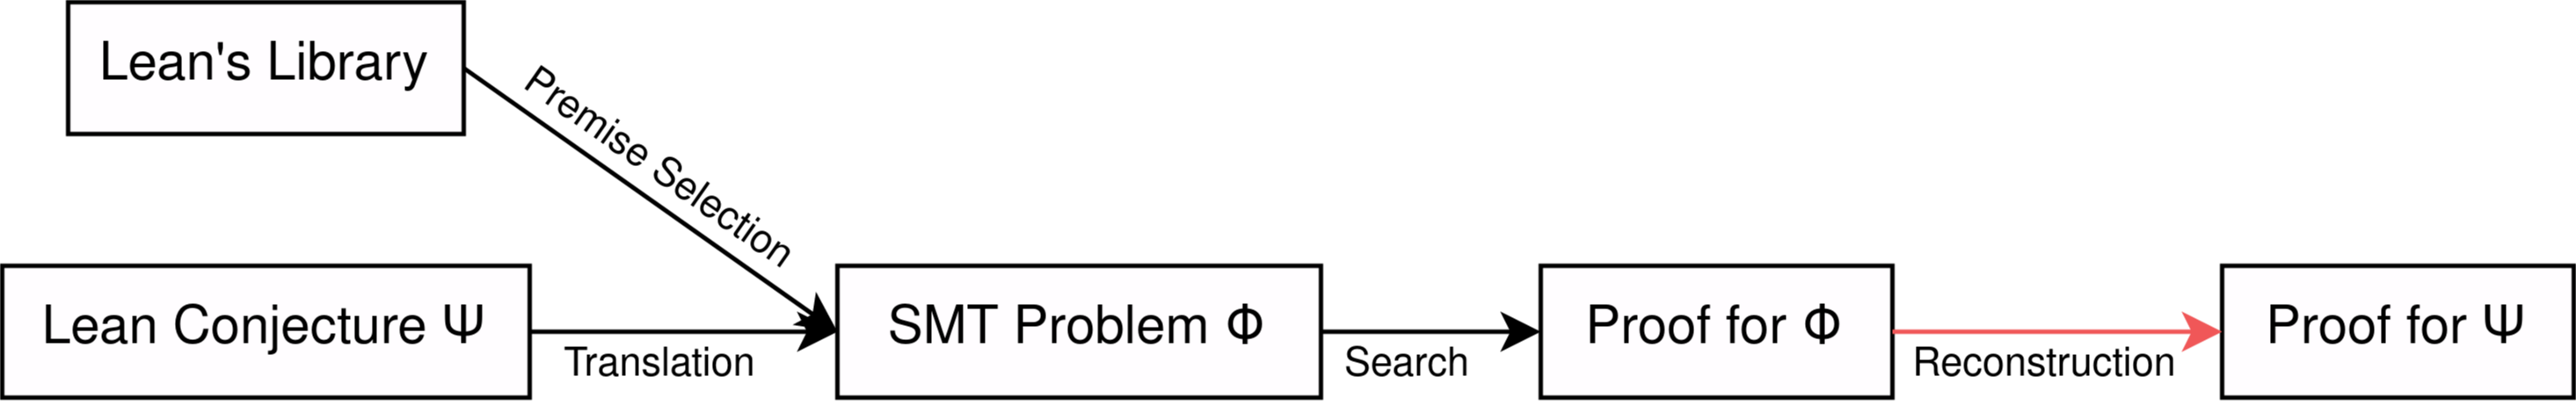 Lean's Library
Premise Selection
Lean Conjecture Ψ
Translation
SMT Problem Φ
Search
Proof for Φ
Reconstruction
Proof for Ψ